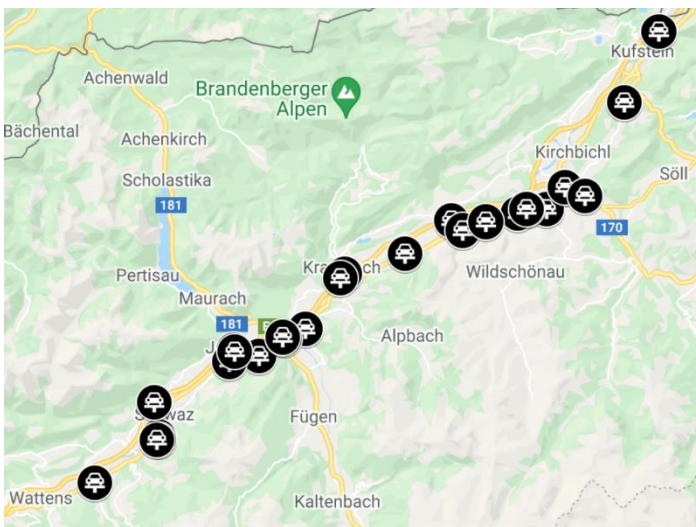 Kufstein
Achenwald
Brandenberger
Alpen
Bächental
Achenkirch
Kirchbichl
Scholastika
Söll
181
170
Pertisau
Wildschönau
Maurach
181
Alpbach
Fügen
Wattens
Kaltenbach